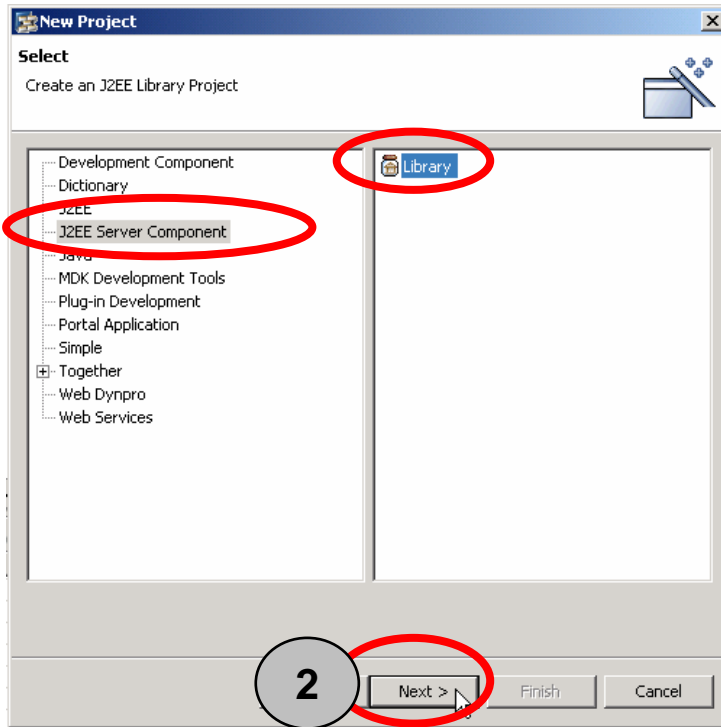 New Project
Select
Create an J2EE Library Project
Development Component
Dictionary
J2EE
J2EE Server Component
Java
MDK Development Tools
Plug-in Development
Portal Application
Simple
Together
Web Dynpro
Web Services
Library
2
Next >
Finish
Cancel